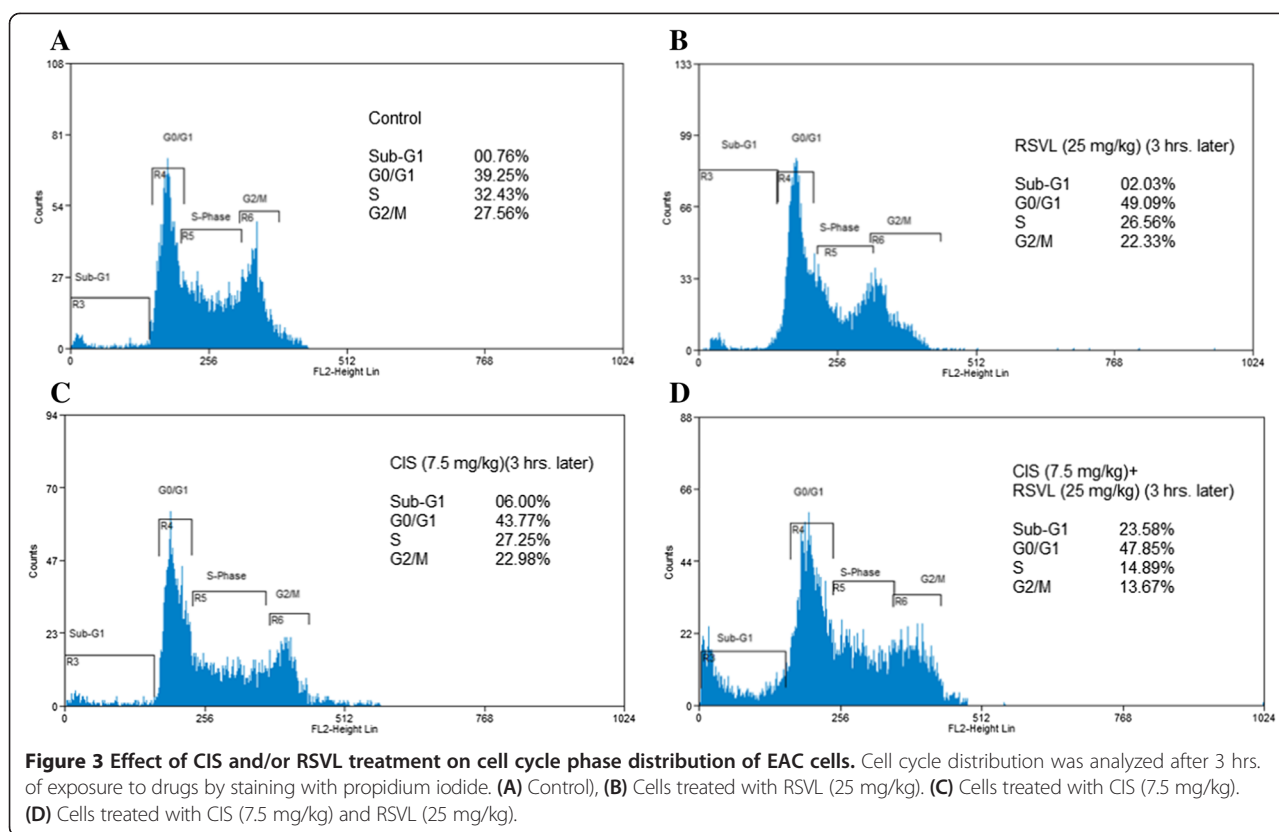 A
108
81
54
27
0
Counts
G0/G1
R4
S-Phase
R5
G2/M
R6
Sub-G1
R3
Control
Sub-G1 00.76%
G0/G1 39.25%
S 32.43%
G2/M 27.56%
0 256 512 768 1024
FL2-Height Lin
B
133
99
66
33
0
Counts
Sub-G1
R3
G0/G1
R4
S-Phase
R5
G2/M
R6
RSVL (25 mg/kg) (3 hrs. later)
Sub-G1 02.03%
G0/G1 49.09%
S 26.56%
G2/M 22.33%
0 256 512 768 1024
FL2-Height Lin
C
94
70
47
23
0
Counts
G0/G1
R4
S-Phase
R5
G2/M
R6
Sub-G1
R3
CIS (7.5 mg/kg)(3 hrs. later)
Sub-G1 06.00%
G0/G1 43.77%
S 27.25%
G2/M 22.98%
0 256 512 768 1024
FL2-Height Lin
D
88
66
44
22
0
Counts
G0/G1
R4
S-Phase
R5
G2/M
R6
Sub-G1
R3
CIS (7.5 mg/kg)+
RSVL (25 mg/kg) (3 hrs. later)
Sub-G1 23.58%
G0/G1 47.85%
S 14.89%
G2/M 13.67%
0 256 512 768 1024
FL2-Height Lin
Figure 3 Effect of CIS and/or RSVL treatment on cell cycle phase distribution of EAC cells. Cell cycle distribution was analyzed after 3 hrs.
of exposure to drugs by staining with propidium iodide. (A) Control), (B) Cells treated with RSVL (25 mg/kg). (C) Cells treated with CIS (7.5 mg/kg).
(D) Cells treated with CIS (7.5 mg/kg) and RSVL (25 mg/kg).